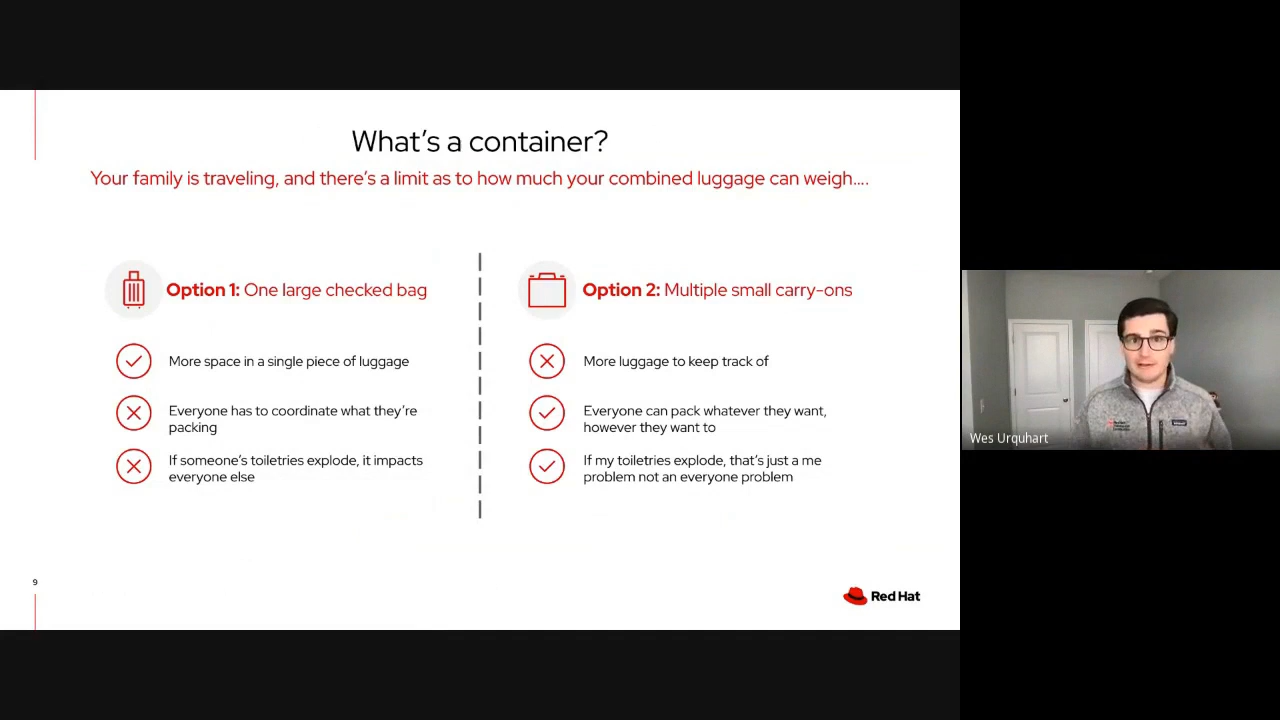 What's a container?
Your family is traveling, and there's a limit as to how much your combined luggage can weigh....
Option 1: One large checked bag
More space in a single piece of luggage
Everyone has to coordinate what they're
packing
If someone's toiletries explode, it impacts
everyone else
Option 2: Multiple small carry-ons
More luggage to keep track of
Everyone can pack whatever they want,
however they want to
If my toiletries explode, that's just a me
problem not an everyone problem
9
Red Hat
Wes Urquhart